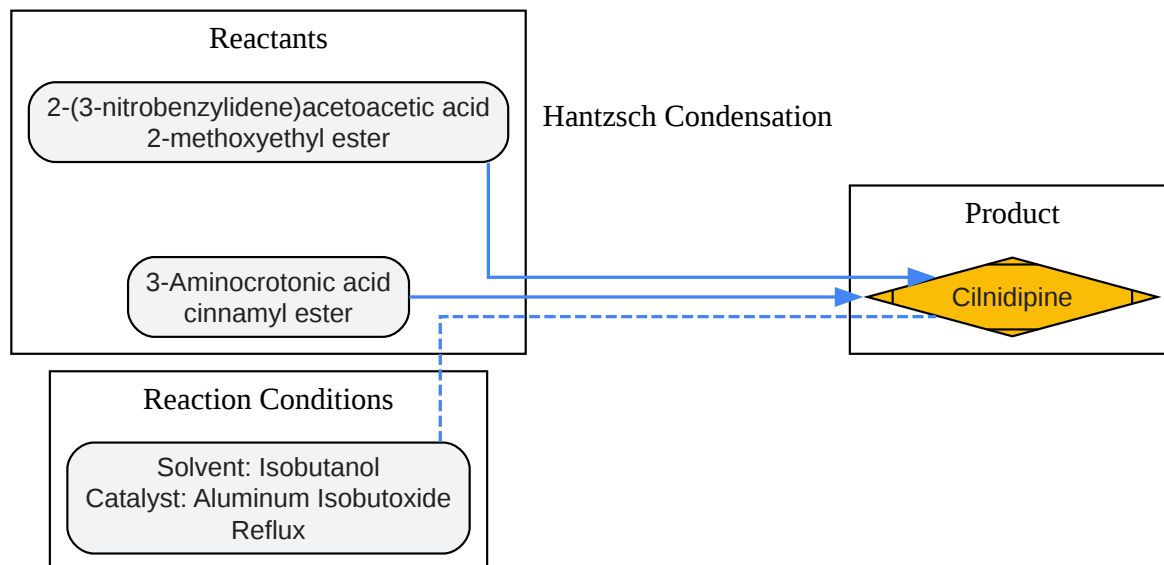 Reactants
2-(3-nitrobenzylidene)acetoacetic acid
2-methoxyethyl ester
Hantzsch Condensation
Product
3-Aminocrotonic acid
cinnamyl ester
Cilnidipine
Reaction Conditions
Solvent: Isobutanol
Catalyst: Aluminum Isobutoxide
Reflux